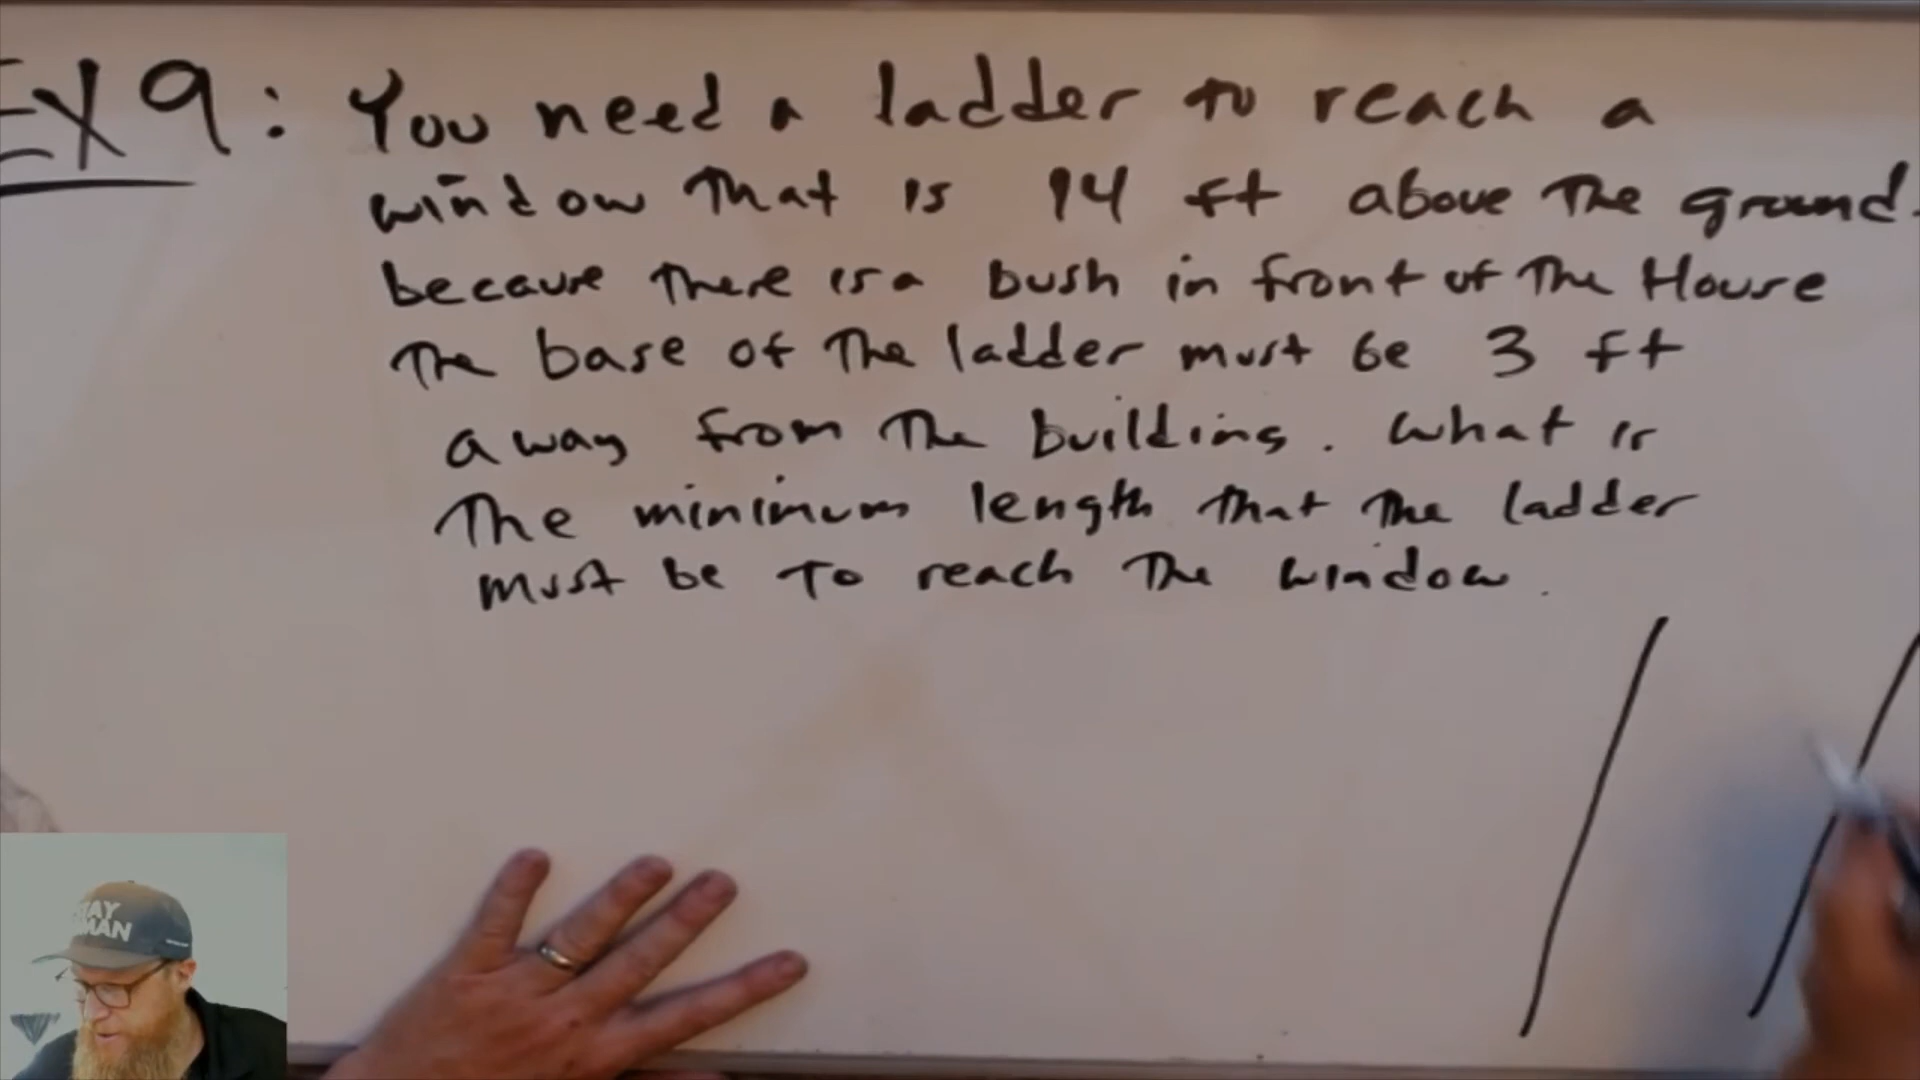 EX 9: You need a ladder to reach a
window that is 14 ft above the ground.
because there is a bush in front of the House
The base of the ladder must be 3 ft
away from the building. What is
The minimum length that the ladder
must be to reach the window.